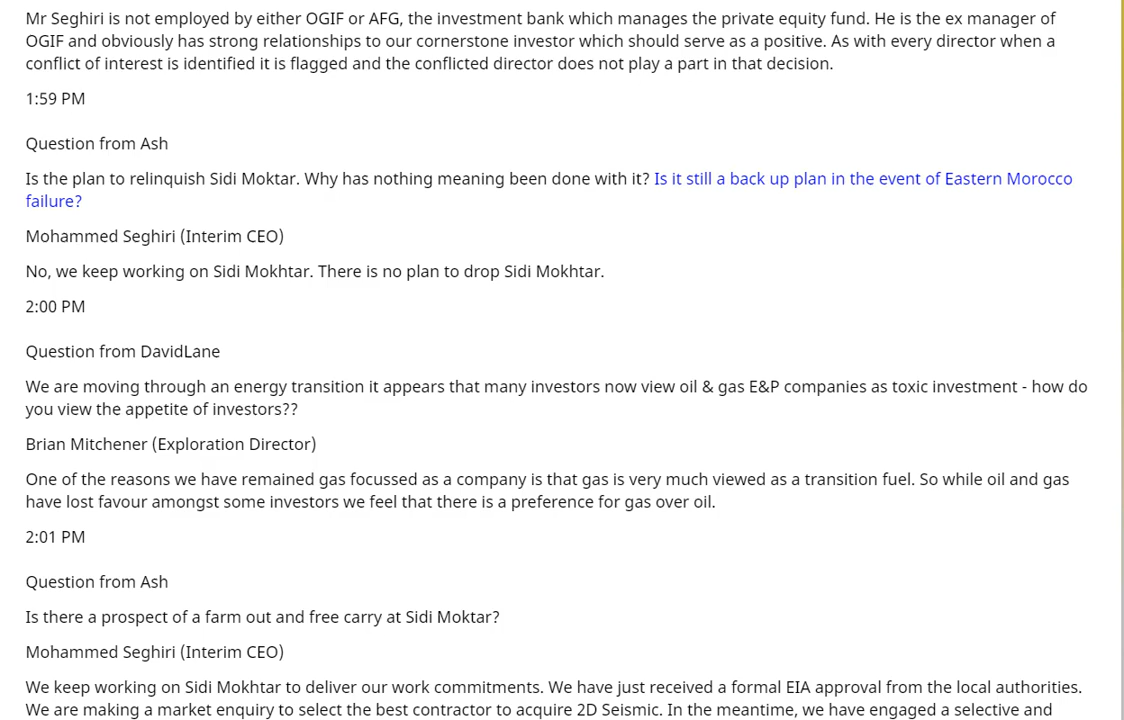 Mr Seghiri is not employed by either OGIF or AFG, the investment bank which manages the private equity fund. He is the ex manager of
OGIF and obviously has strong relationships to our cornerstone investor which should serve as a positive. As with every director when a
conflict of interest is identified it is flagged and the conflicted director does not play a part in that decision.
1:59 PM
Question from Ash
Is the plan to relinquish Sidi Moktar. Why has nothing meaning been done with it? Is it still a back up plan in the event of Eastern Morocco
failure?
Mohammed Seghiri (Interim CEO)
No, we keep working on Sidi Mokhtar. There is no plan to drop Sidi Mokhtar.
2:00 PM
Question from DavidLane
We are moving through an energy transition it appears that many investors now view oil & gas E&P companies as toxic investment - how do
you view the appetite of investors??
Brian Mitchener (Exploration Director)
One of the reasons we have remained gas focussed as a company is that gas is very much viewed as a transition fuel. So while oil and gas
have lost favour amongst some investors we feel that there is a preference for gas over oil.
2:01 PM
Question from Ash
Is there a prospect of a farm out and free carry at Sidi Moktar?
Mohammed Seghiri (Interim CEO)
We keep working on Sidi Mokhtar to deliver our work commitments. We have just received a formal EIA approval from the local authorities.
We are making a market enquiry to select the best contractor to acquire 2D Seismic. In the meantime, we have engaged a selective and